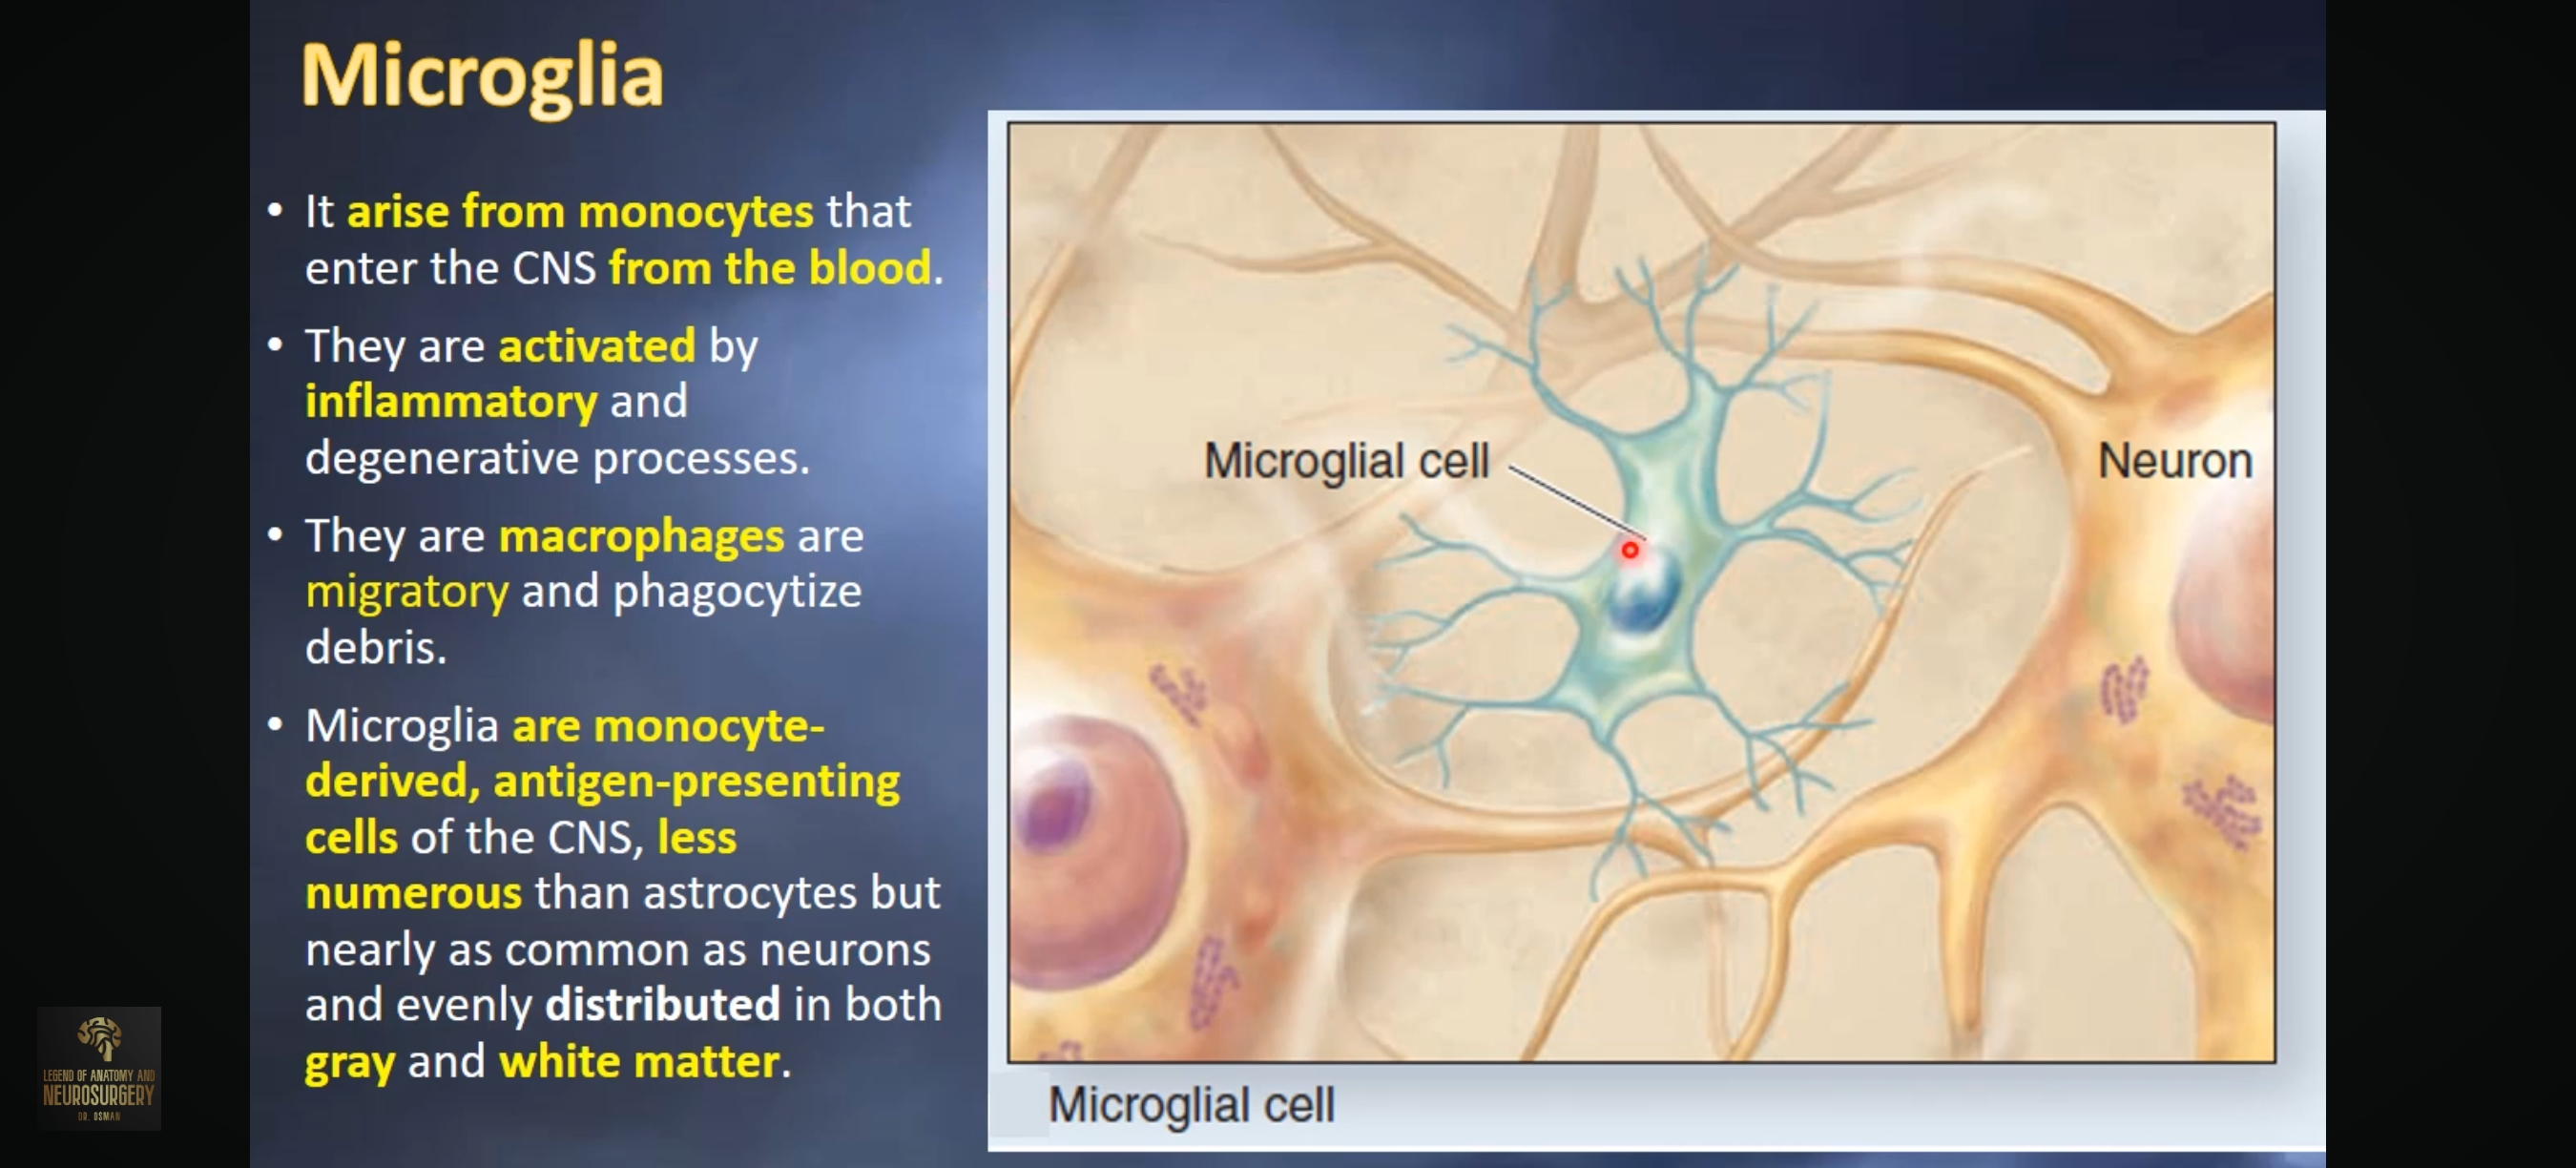 Microglia
• It arise from monocytes that
enter the CNS from the blood.
• They are activated by
inflammatory and
degenerative processes.
• They are macrophages are
migratory and phagocytize
debris.
• Microglia are monocyte-
derived, antigen-presenting
cells of the CNS, less
numerous than astrocytes but
nearly as common as neurons
and evenly distributed in both
gray and white matter.
Microglial cell
Neuron
Microglial cell
LEGEND OF ANATOMY AND
NEUROSURGERY
DR. OSMAN